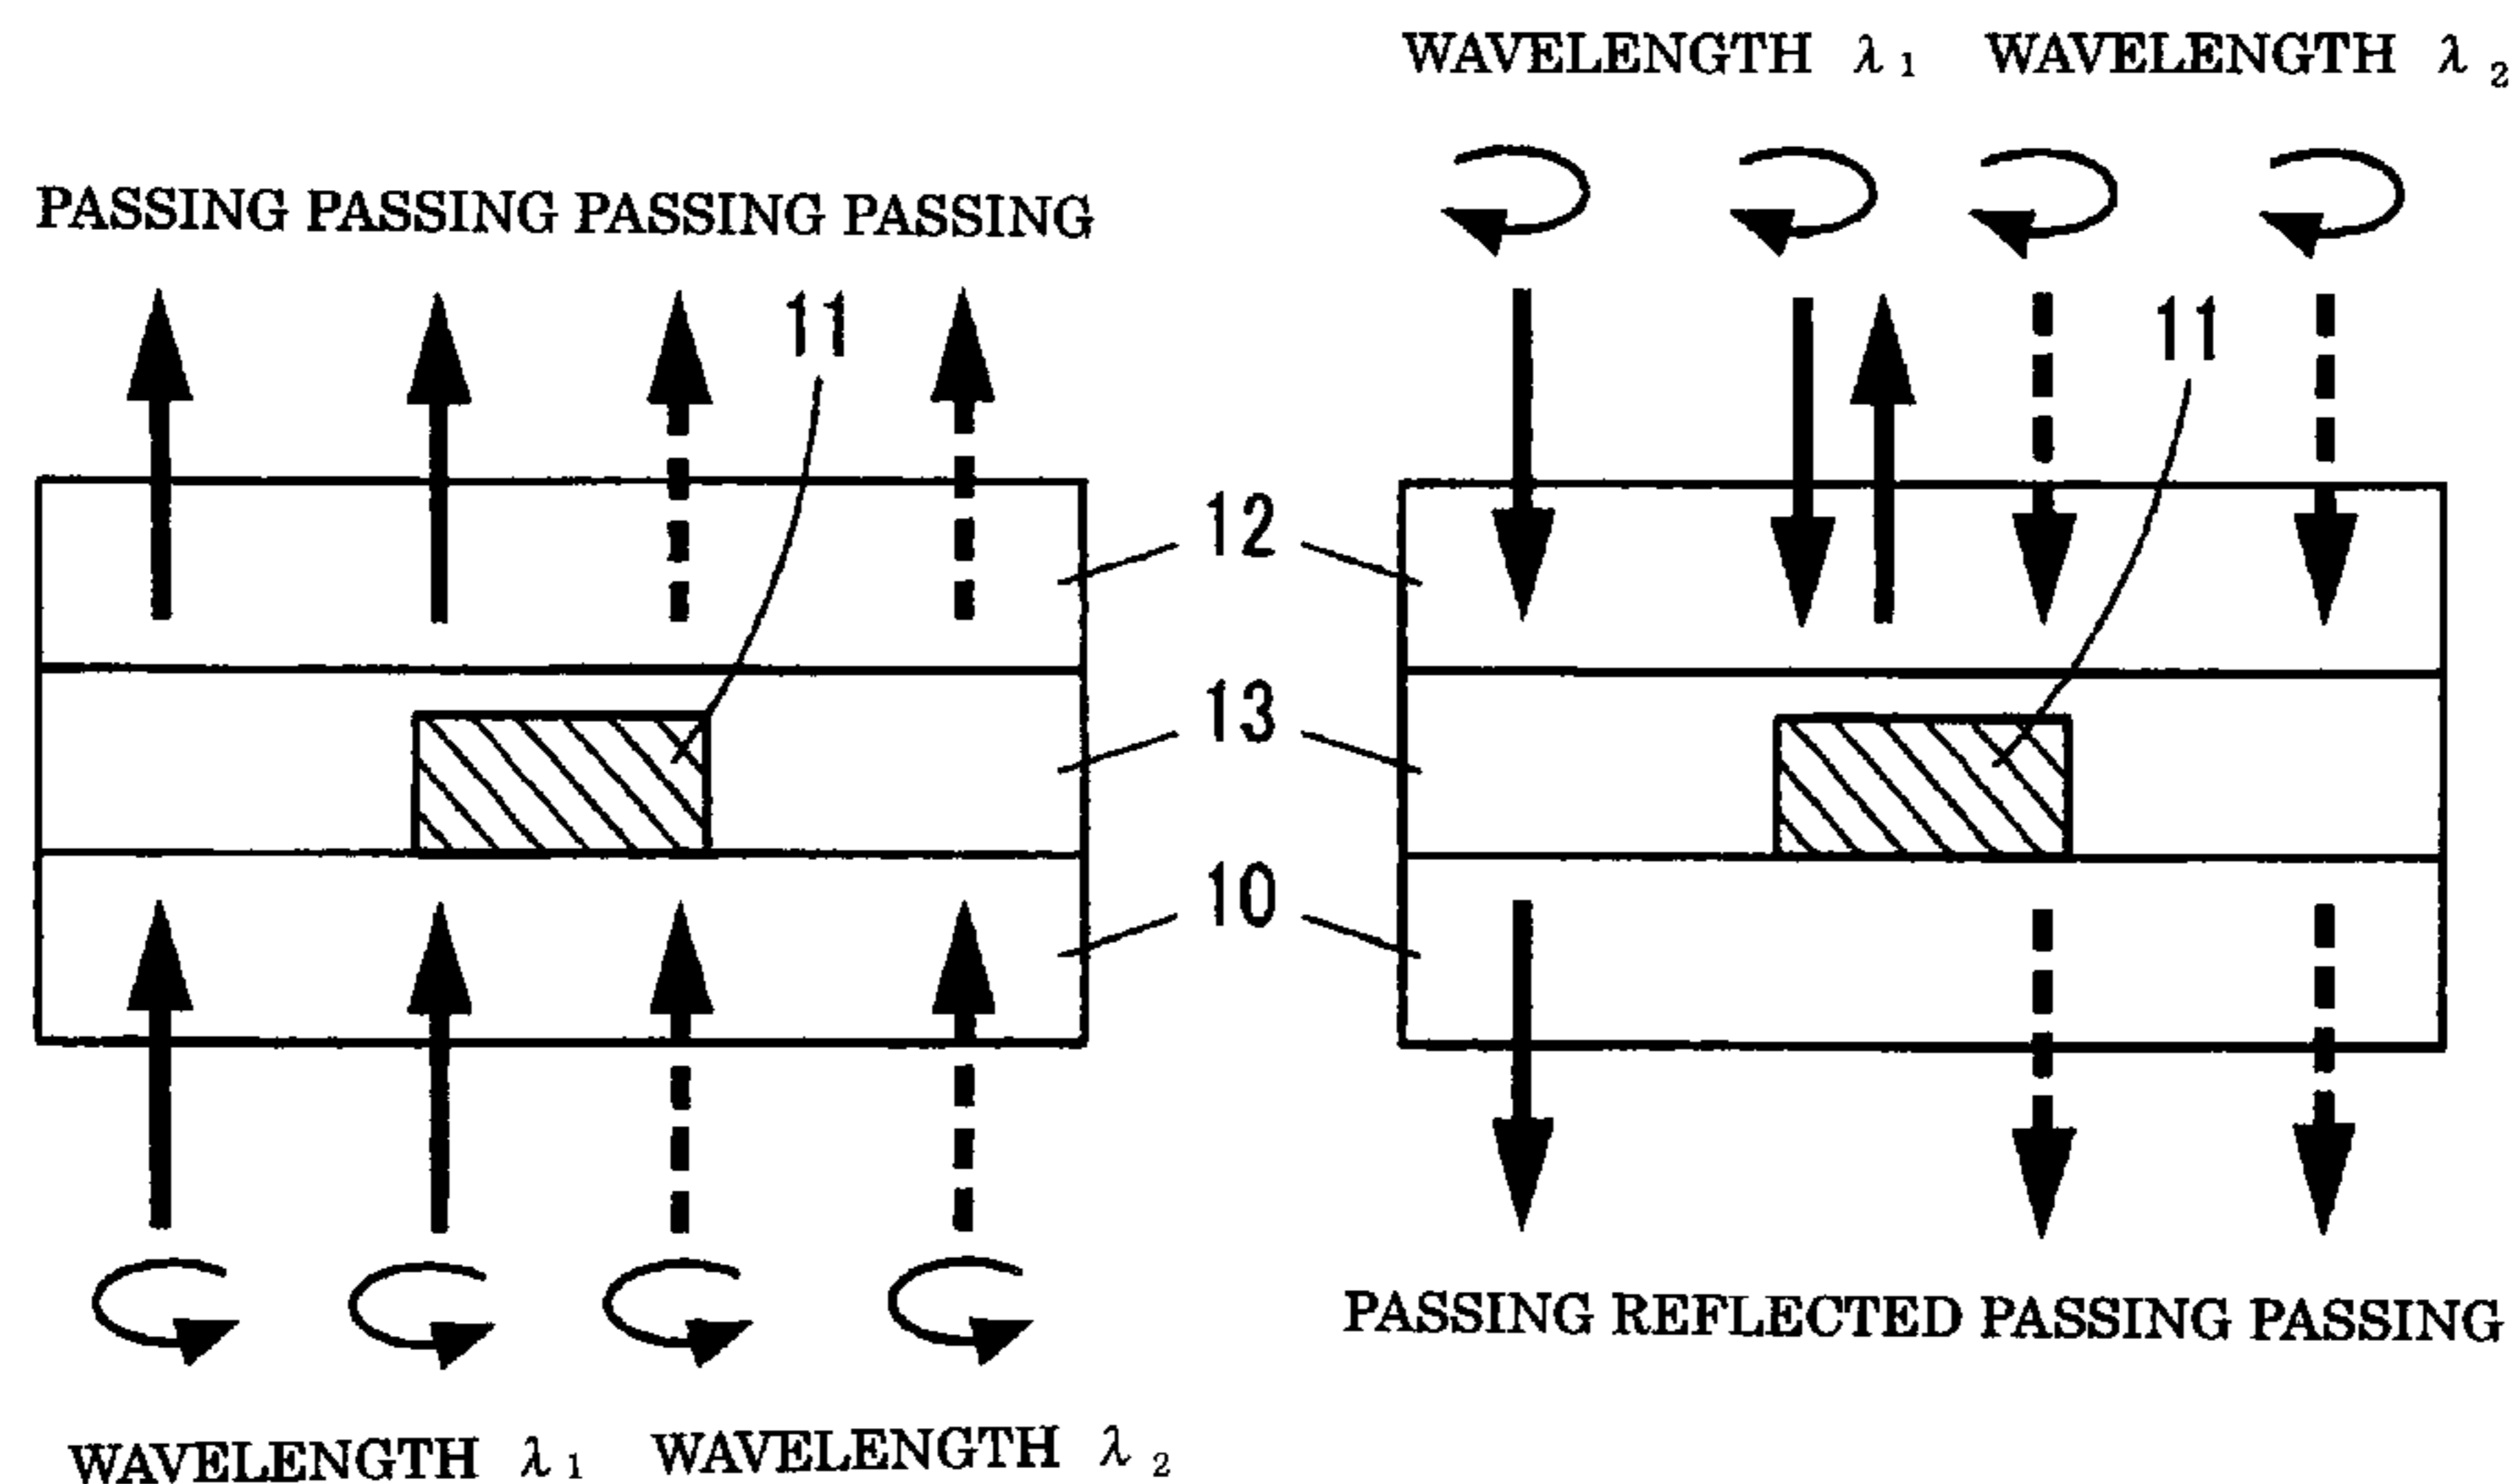 WAVELENGTH λ1 WAVELENGTH λ2
PASSING PASSING PASSING PASSING
11
11
12
13
10
PASSING REFLECTED PASSING PASSING
WAVELENGTH λ1 WAVELENGTH λ2